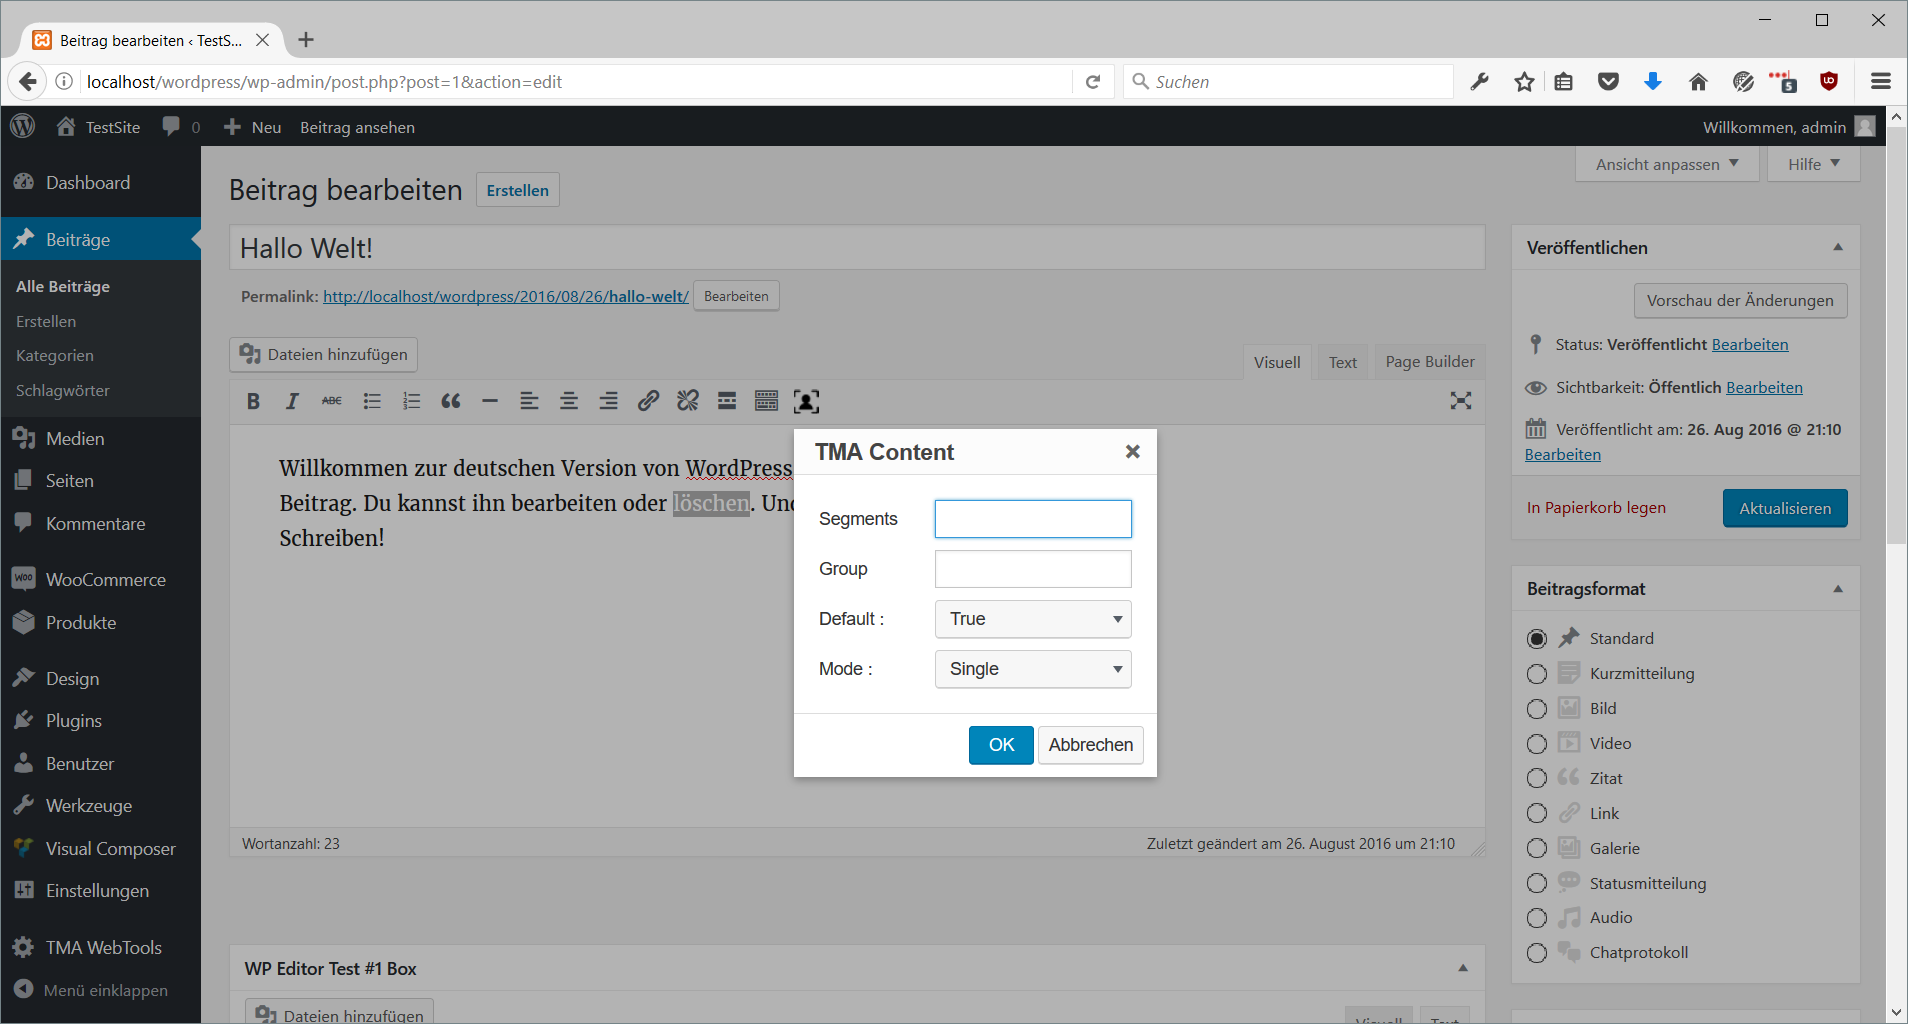 Beitrag bearbeiten ‹ TestS...
localhost/wordpress/wp-admin/post.php?post=1&action=edit
Suchen
5
TestSite 0 Neu Beitrag ansehen
Willkommen, admin
Dashboard
Beiträge
Alle Beiträge
Erstellen
Kategorien
Schlagwörter
Medien
Seiten
Kommentare
WOO WooCommerce
Produkte
Design
Plugins
Benutzer
Werkzeuge
Visual Composer
Einstellungen
TMA WebTools
Menü einklappen
Ansicht anpassen
Hilfe
Beitrag bearbeiten Erstellen
Hallo Welt!
Permalink: http://localhost/wordpress/2016/08/26/hallo-welt/ Bearbeiten
Dateien hinzufügen
Visuell Text Page Builder
B I ABC
Willkommen zur deutschen Version von WordPress
Beitrag. Du kannst ihn bearbeiten oder löschen. Und
Schreiben!
TMA Content
Segments
Group
Default : True
Mode : Single
OK Abbrechen
Wortanzahl: 23
Zuletzt geändert am 26. August 2016 um 21:10
WP Editor Test #1 Box
Dateien hinzufügen
Visuell Text
Veröffentlichen
Vorschau der Änderungen
Status: Veröffentlicht Bearbeiten
Sichtbarkeit: Öffentlich Bearbeiten
Veröffentlicht am: 26. Aug 2016 @ 21:10
Bearbeiten
In Papierkorb legen Aktualisieren
Beitragsformat
Standard
Kurzmitteilung
Bild
Video
Zitat
Link
Galerie
Statusmitteilung
Audio
Chatprotokoll